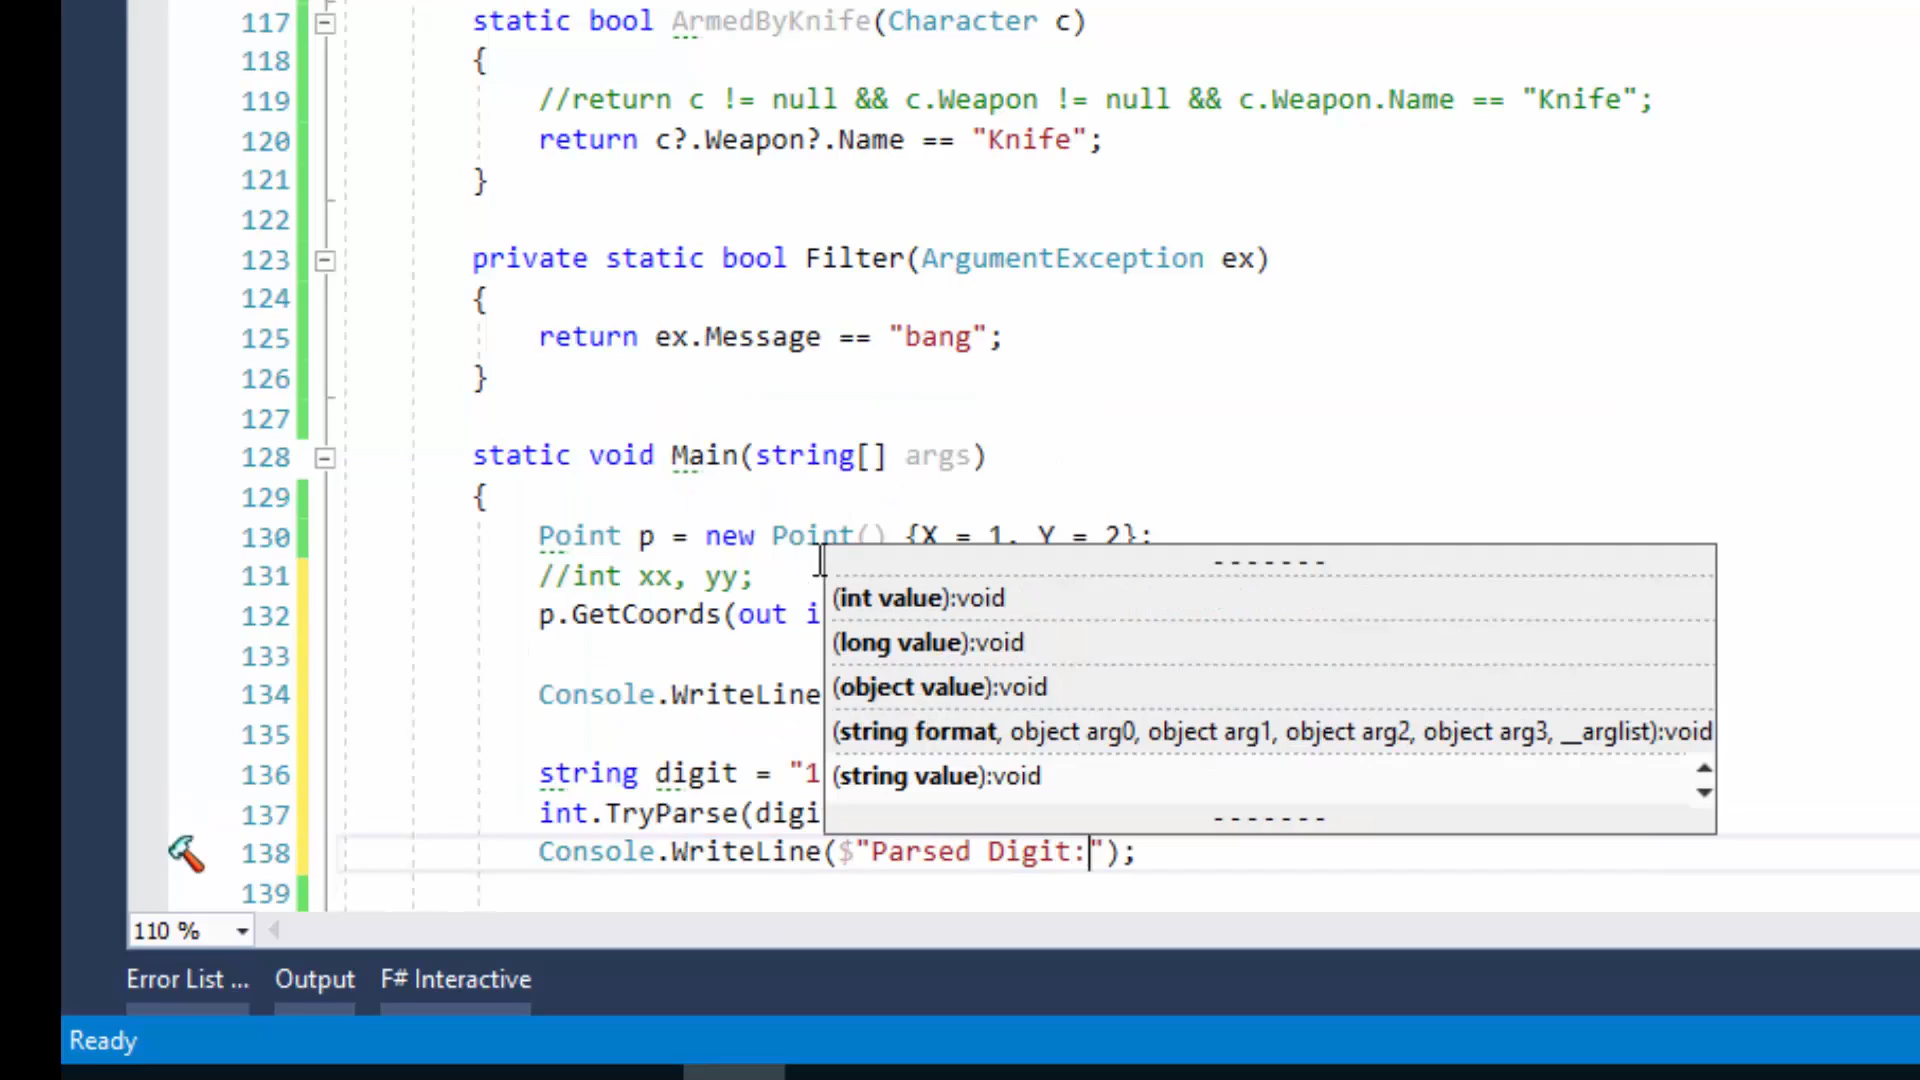 117 static bool ArmedByKnife(Character c)
118 {
119 //return c != null && c.Weapon != null && c.Weapon.Name == "Knife";
120 return c?.Weapon?.Name == "Knife";
121 }
122
123 private static bool Filter(ArgumentException ex)
124 {
125 return ex.Message == "bang";
126 }
127
128 static void Main(string[] args)
129 {
130 Point p = new Point() {X = 1, Y = 2};
131 //int xx, yy;
132 p.GetCoords(out i
133
134 Console.WriteLine
135
136 string digit = "1
137 int.TryParse(digi
138 Console.WriteLine($"Parsed Digit:");
139
-------
(int value):void
(long value):void
(object value):void
(string format, object arg0, object arg1, object arg2, object arg3, __arglist):void
(string value):void
-------
110 %
Error List ... Output F# Interactive
Ready